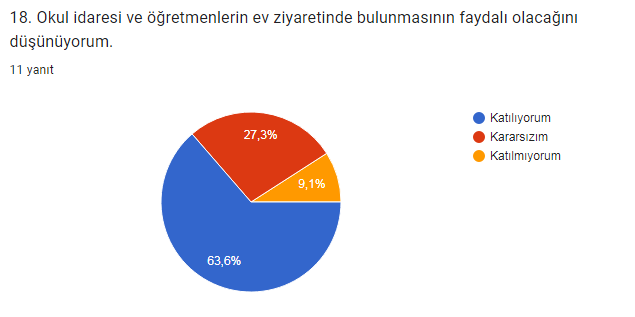 18. Okul idaresi ve öğretmenlerin ev ziyaretinde bulunmasının faydalı olacağını
düşünüyorum.
11 yanıt
27,3%
9,1%
63,6%
Katılıyorum
Kararsızım
Katılmıyorum